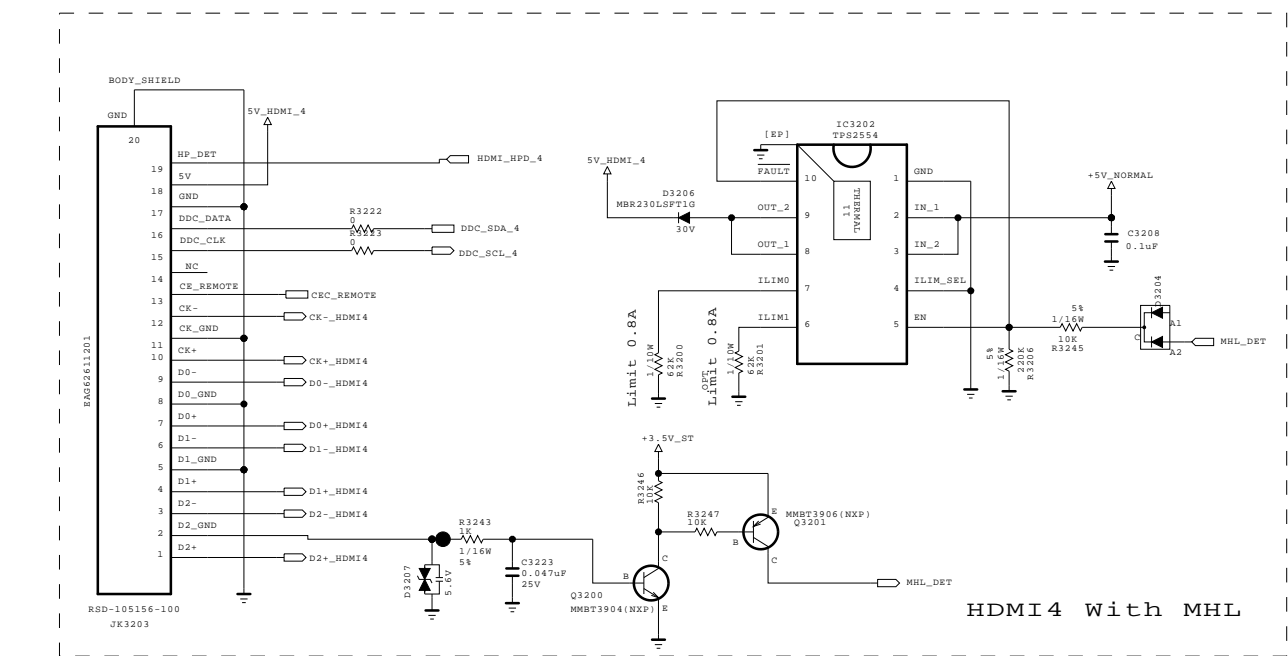 BODY_SHIELD
GND
20
5V_HDMI_4
19 HP_DET HDMI_HPD_4
18 5V
17 GND
16 DDC_DATA R3222 0 DDC_SDA_4
15 DDC_CLK R3223 0 DDC_SCL_4
14 NC
13 CE_REMOTE CEC_REMOTE
12 CK- CK-_HDMI4
11 CK_GND
10 CK+ CK+_HDMI4
9 D0- D0-_HDMI4
8 D0_GND
7 D0+ D0+_HDMI4
6 D1- D1-_HDMI4
5 D1_GND
4 D1+ D1+_HDMI4
3 D2- D2-_HDMI4
2 D2_GND
1 D2+ D2+_HDMI4
EAG62611201
RSD-105156-100
JK3203
D3207
5.6V
R3243
1K
1/16W
5%
C3223
0.047uF
25V
IC3202
TPS2554
[EP]
THERMAL
11
FAULT 10
OUT_2 9
OUT_1 8
ILIM0 7
ILIM1 6
1 GND
2 IN_1
3 IN_2
4 ILIM_SEL
5 EN
5V_HDMI_4
D3206
MBR230LSFT1G
30V
Limit 0.8A
1/10W
62K
R3200
OPT
Limit 0.8A
1/10W
62K
R3201
+5V_NORMAL
C3208
0.1uF
5%
1/16W
10K
R3245
5%
1/16W
220K
R3206
D3204
A1
C
A2
MHL_DET
+3.5V_ST
R3246
10K
R3247
10K
E
MMBT3906(NXP)
Q3201
B
C
MHL_DET
C
B
Q3200
MMBT3904(NXP)
E
HDMI4 With MHL